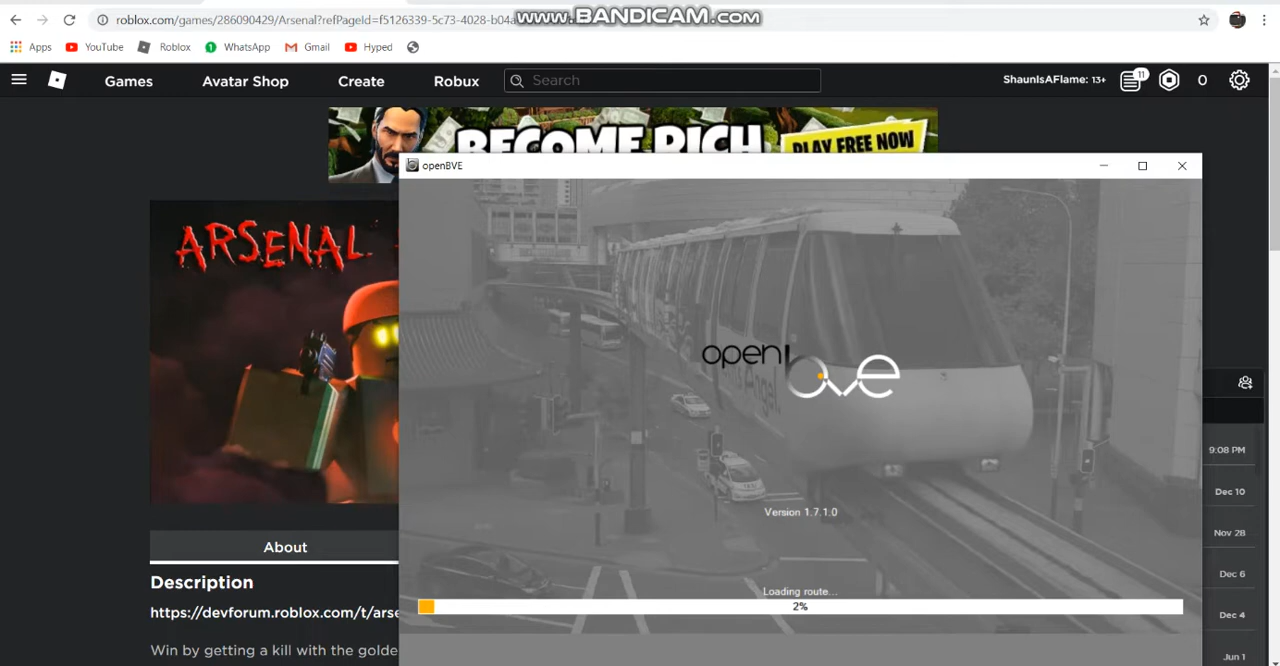 roblox.com/games/286090429/Arsenal?refPageId=f5126339-5c73-4028-b04a
www.BANDICAM.com
Apps YouTube Roblox WhatsApp Gmail Hyped
Games Avatar Shop Create Robux Search ShaunIsAFlame: 13+ 11 0
BECOME RICH PLAY FREE NOW
openBVE
ARSENAL
openbve
Version 1.7.1.0
Loading route...
2%
About
Description
https://devforum.roblox.com/t/arse
Win by getting a kill with the golde
9:08 PM
Dec 10
Nov 28
Dec 6
Dec 4
Jun 1